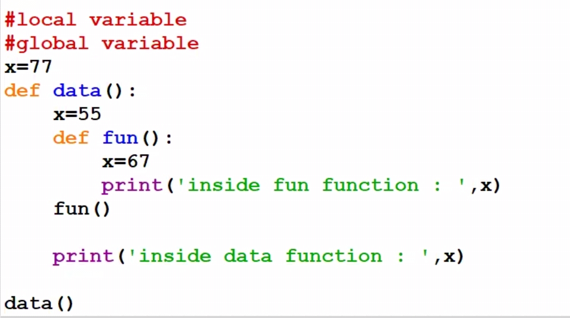 #local variable
#global variable
x=77
def data():
    x=55
    def fun():
        x=67
        print('inside fun function : ',x)
    fun()

    print('inside data function : ',x)

data()